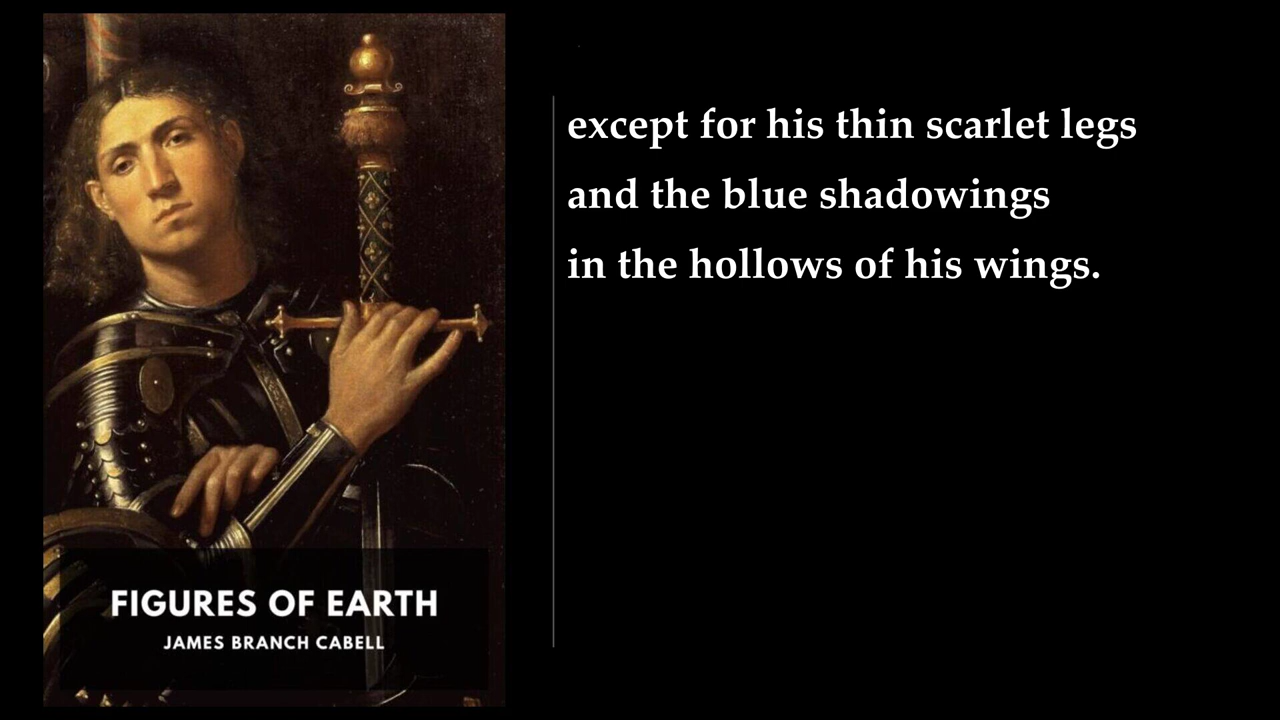 except for his thin scarlet legs
and the blue shadowings
in the hollows of his wings.
FIGURES OF EARTH
JAMES BRANCH CABELL